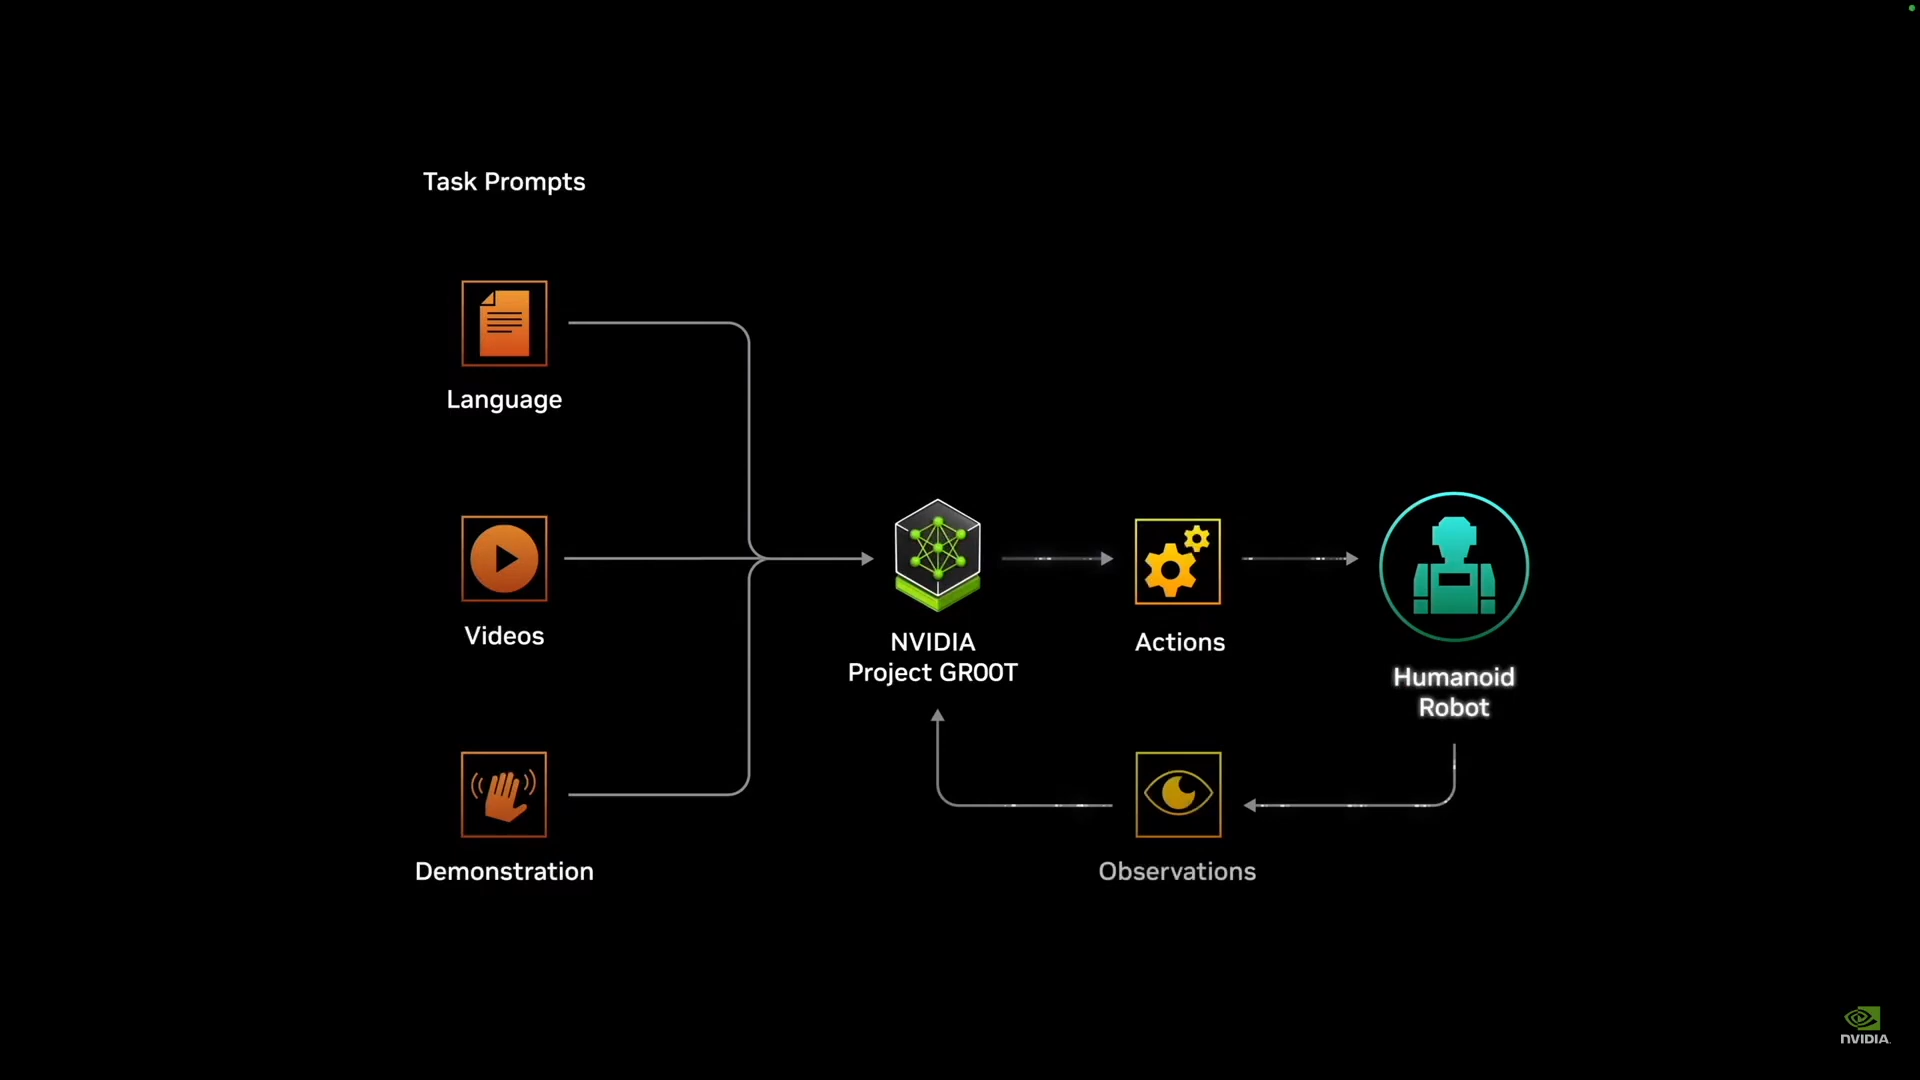 Task Prompts
Language
Videos
Demonstration
NVIDIA
Project GR00T
Actions
Humanoid
Robot
Observations
NVIDIA.